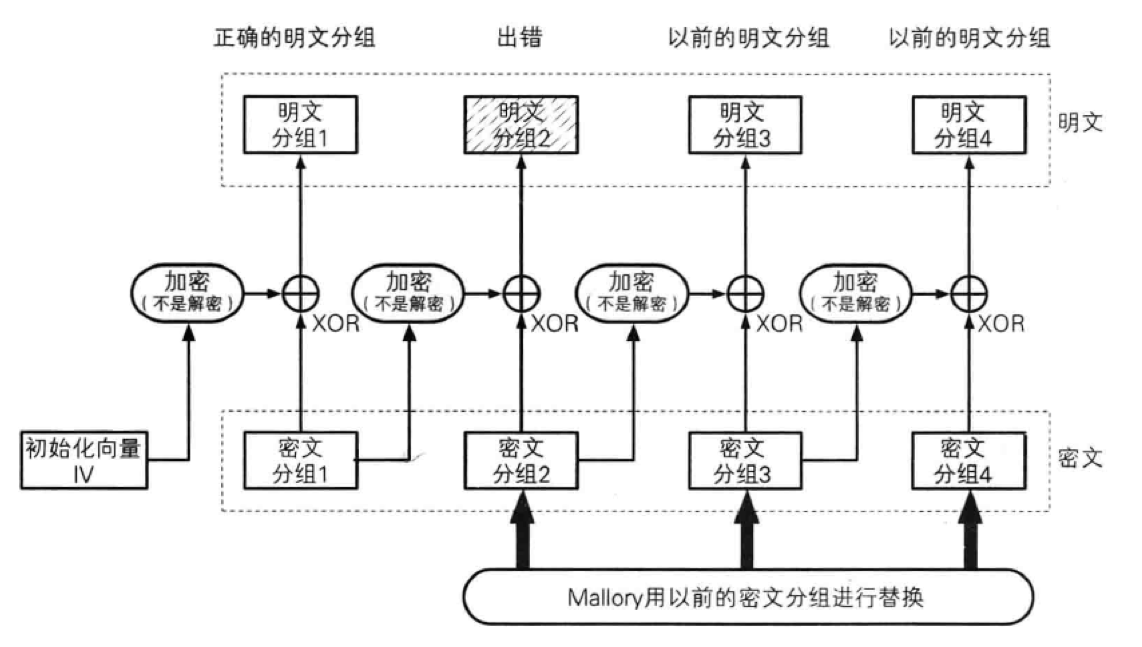 正确的明文分组
出错
以前的明文分组
以前的明文分组
明文
分组1
明文
分组2
明文
分组3
明文
分组4
明文
加密
(不是解密)
加密
(不是解密)
加密
(不是解密)
加密
(不是解密)
XOR
XOR
XOR
XOR
初始化向量
IV
密文
分组1
密文
分组2
密文
分组3
密文
分组4
密文
Mallory用以前的密文分组进行替换